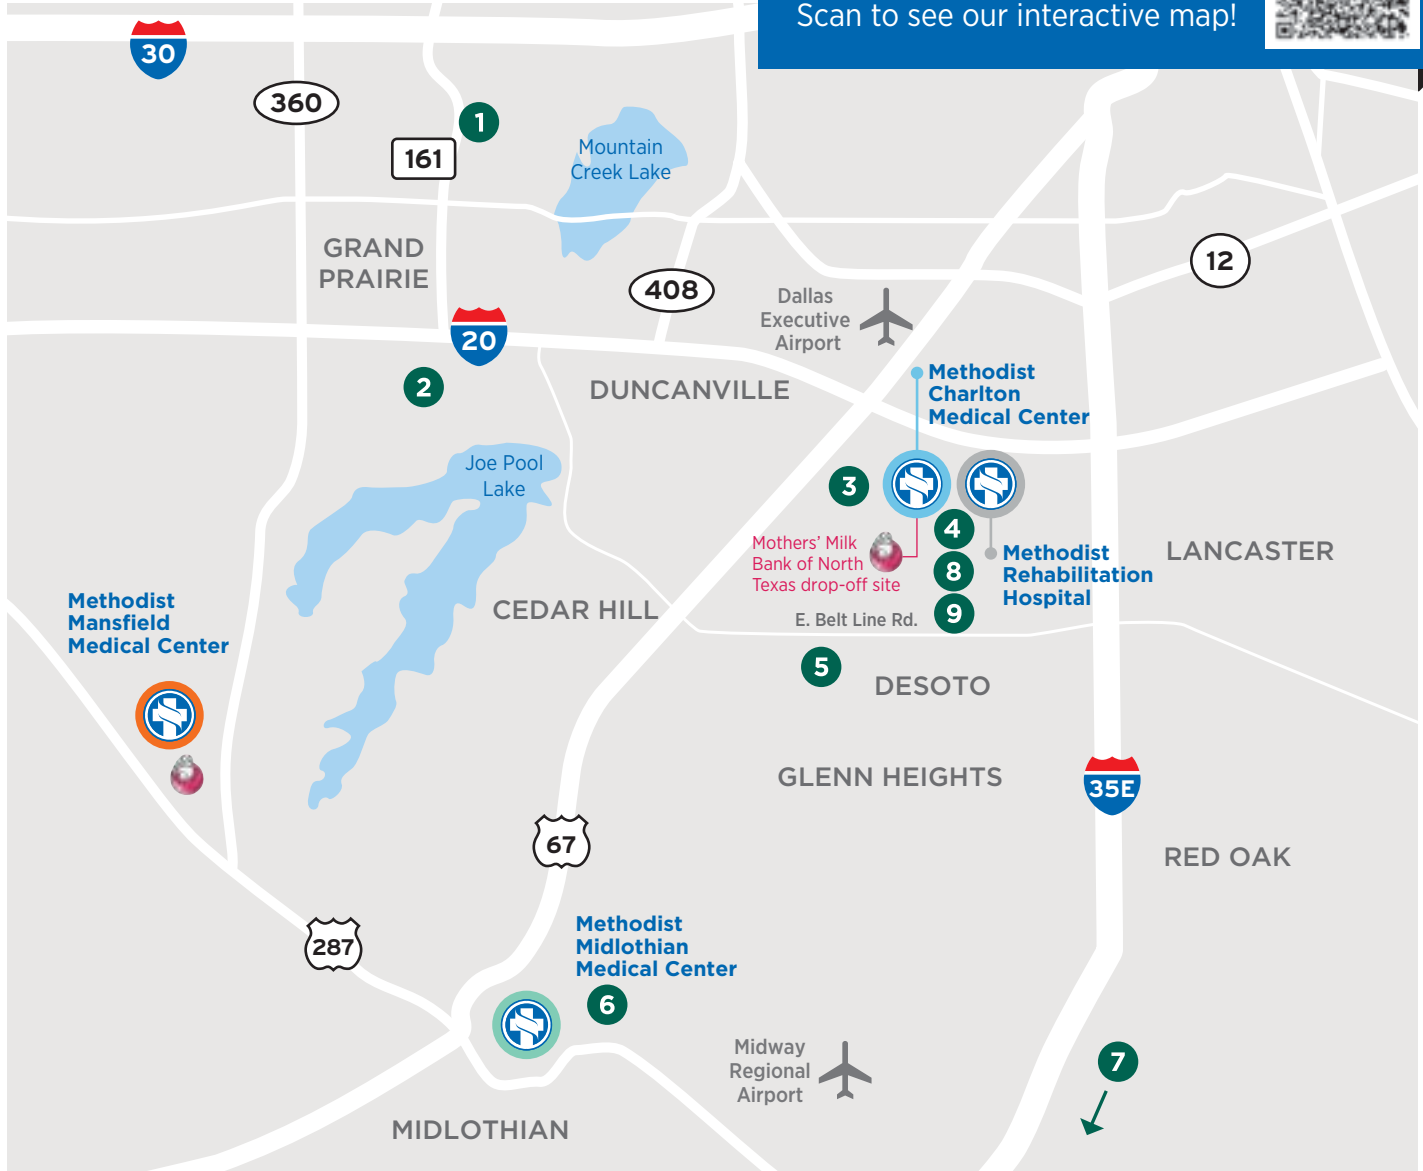 Scan to see our interactive map!
30
360
1
161
Mountain
Creek Lake
GRAND
PRAIRIE
12
408
Dallas
Executive
Airport
20
2
DUNCANVILLE
Methodist
Charlton
Medical Center
Joe Pool
Lake
3
4
Mothers’ Milk
Bank of North
Texas drop-off site
8
Methodist
Rehabilitation
Hospital
LANCASTER
9
CEDAR HILL
E. Belt Line Rd.
Methodist
Mansfield
Medical Center
5
DESOTO
GLENN HEIGHTS
35E
67
RED OAK
287
Methodist
Midlothian
Medical Center
6
Midway
Regional
Airport
7
MIDLOTHIAN